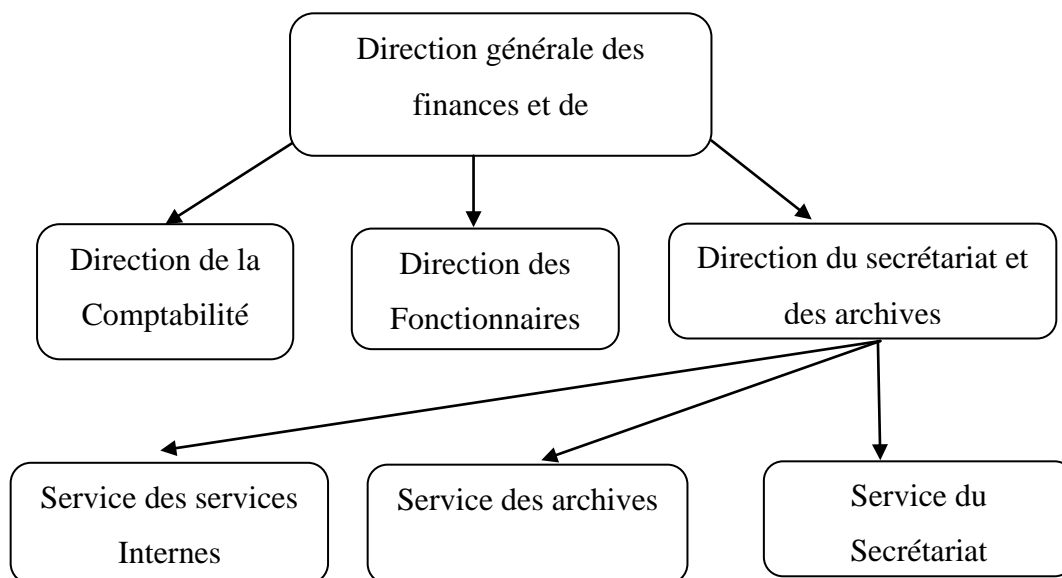 Direction générale des
finances et de
Direction de la
Comptabilité
Direction des
Fonctionnaires
Direction du secrétariat et
des archives
Service des services
Internes
Service des archives
Service du
Secrétariat